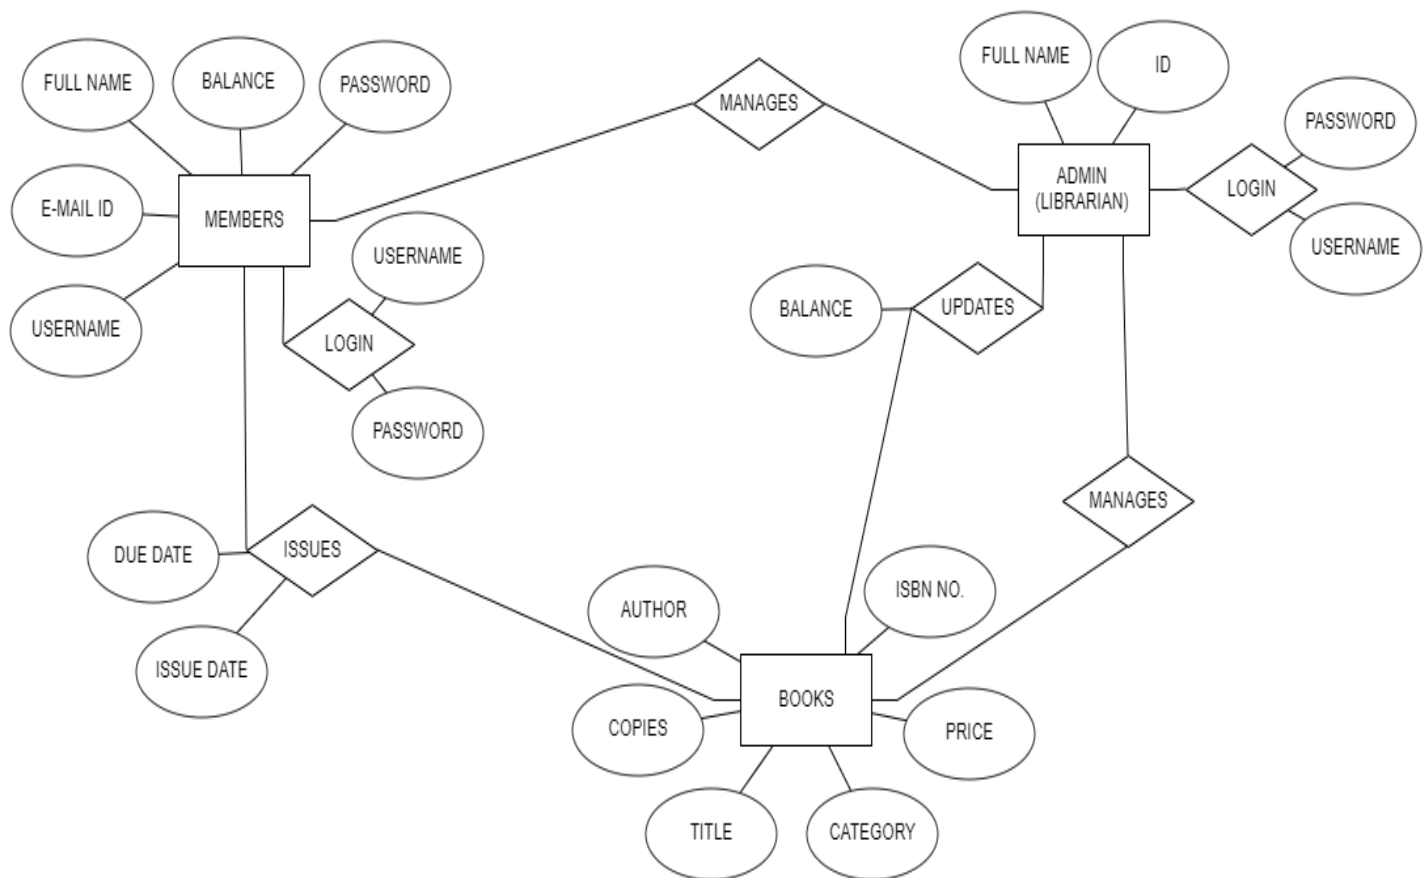 FULL NAME
BALANCE
PASSWORD
MANAGES
FULL NAME
ID
PASSWORD
E-MAIL ID
MEMBERS
ADMIN
(LIBRARIAN)
LOGIN
USERNAME
USERNAME
USERNAME
LOGIN
PASSWORD
BALANCE
UPDATES
MANAGES
DUE DATE
ISSUES
ISSUE DATE
AUTHOR
ISBN NO.
COPIES
BOOKS
PRICE
TITLE
CATEGORY